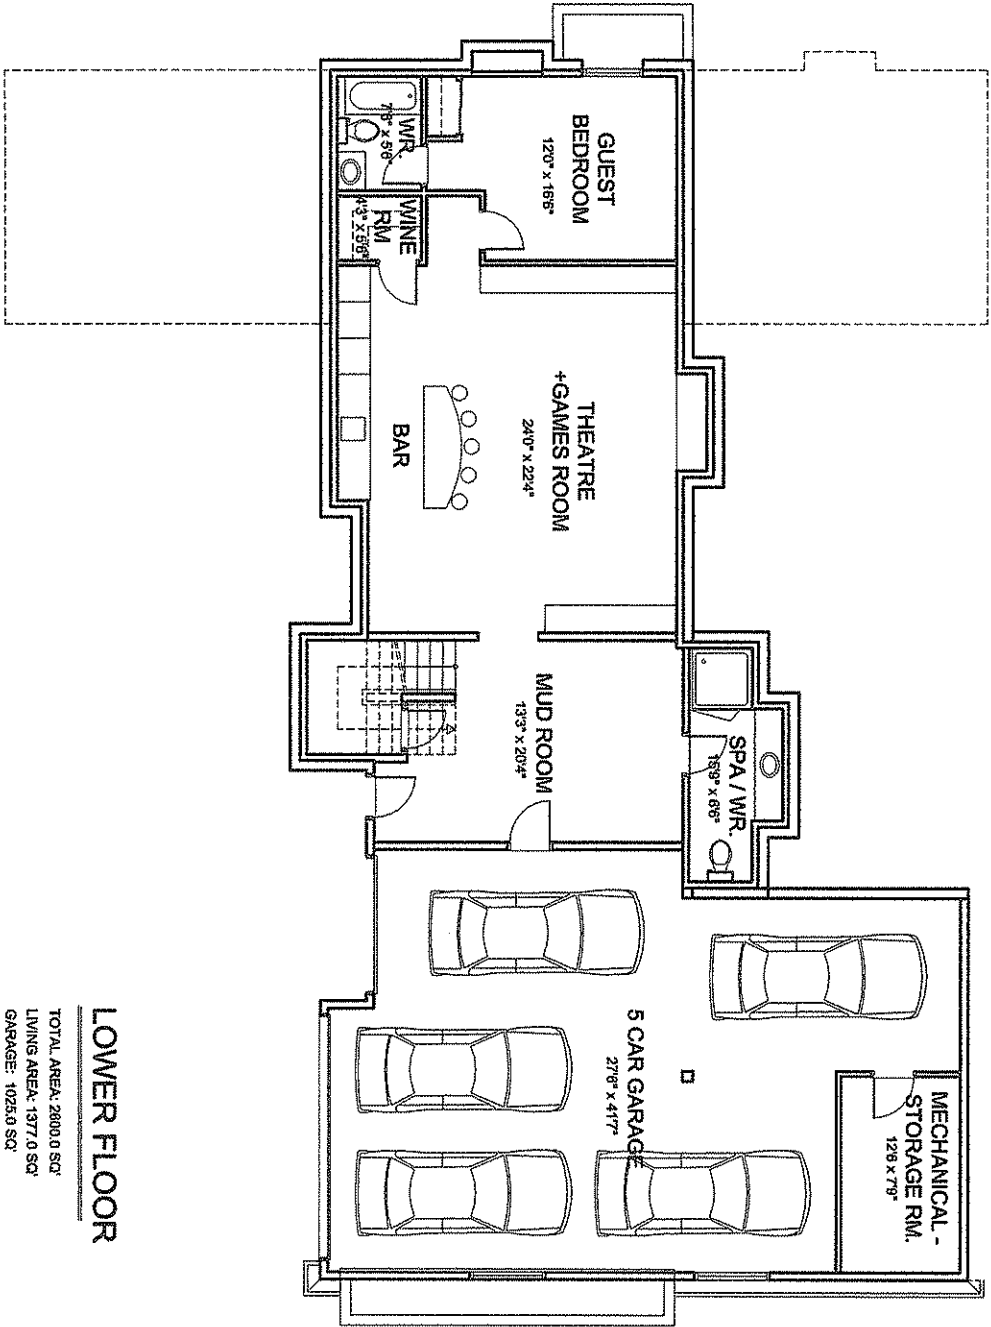 GUEST
BEDROOM
12'0" x 16'6"
WR.
7'6" x 5'6"
WINE
RM
4'3" x 5'6"
THEATRE
+GAMES ROOM
24'0" x 22'4"
BAR
MUD ROOM
13'3" x 20'4"
SPA / WR.
15'9" x 6'6"
5 CAR GARAGE
27'6" x 41'7"
MECHANICAL -
STORAGE RM.
12'6 x 7'9"
LOWER FLOOR
TOTAL AREA: 2600.0 SQ'
LIVING AREA: 1377.0 SQ'
GARAGE: 1025.0 SQ'